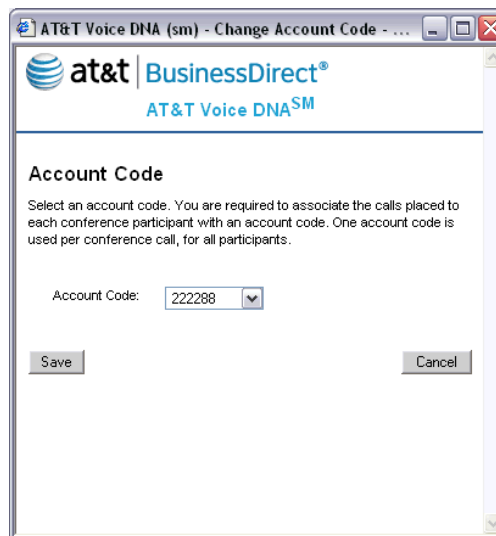 AT&T Voice DNA (sm) - Change Account Code - ...
at&t BusinessDirect®
AT&T Voice DNA SM
Account Code
Select an account code. You are required to associate the calls placed to
each conference participant with an account code. One account code is
used per conference call, for all participants.
Account Code: 222288
Save Cancel